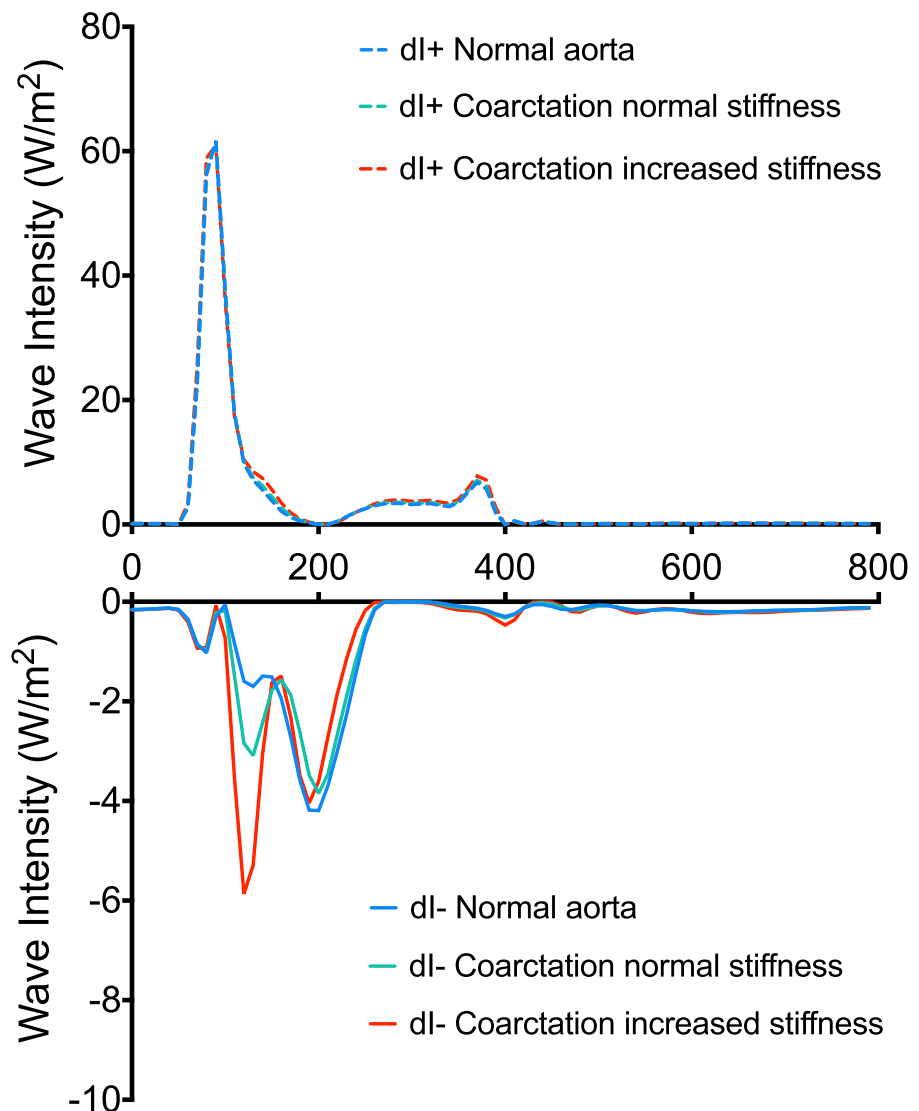 80
60
40
20
0
Wave Intensity (W/m²)
dI+ Normal aorta
dI+ Coarctation normal stiffness
dI+ Coarctation increased stiffness
0 200 400 600 800
0
-2
-4
-6
-8
-10
Wave Intensity (W/m²)
dI- Normal aorta
dI- Coarctation normal stiffness
dI- Coarctation increased stiffness